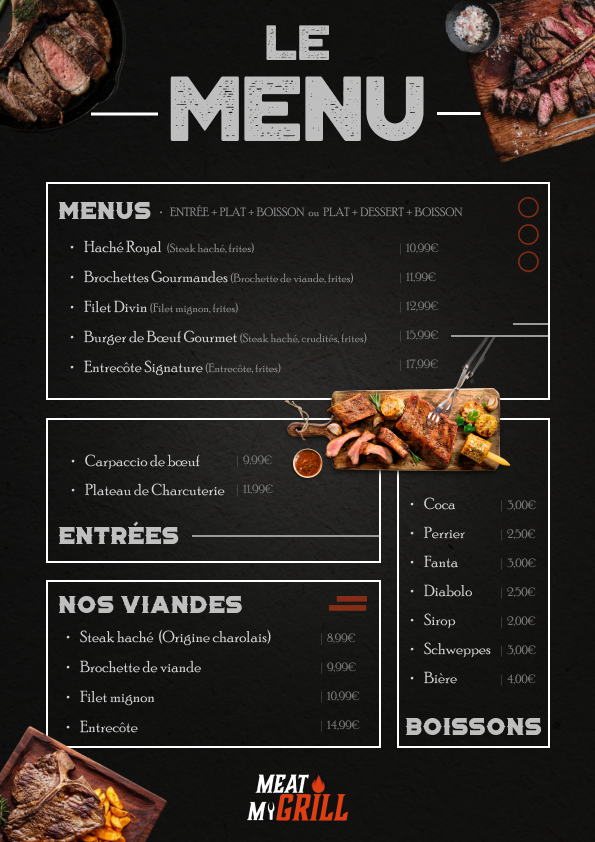 LE
MENU
MENUS · ENTRÉE + PLAT + BOISSON ou PLAT + DESSERT + BOISSON
• Haché Royal (Steak haché, frites) | 10,99€
• Brochettes Gourmandes (Brochette de viande, frites) | 11,99€
• Filet Divin (Filet mignon, frites) | 12,99€
• Burger de Bœuf Gourmet (Steak haché, crudités, frites) | 15,99€
• Entrecôte Signature (Entrecôte, frites) | 17,99€
• Carpaccio de bœuf | 9,99€
• Plateau de Charcuterie | 11,99€
ENTRÉES
NOS VIANDES
• Steak haché (Origine charolais) | 8,99€
• Brochette de viande | 9,99€
• Filet mignon | 10,99€
• Entrecôte | 14,99€
• Coca | 3,00€
• Perrier | 2,50€
• Fanta | 3,00€
• Diabolo | 2,50€
• Sirop | 2,00€
• Schweppes | 3,00€
• Bière | 4,00€
BOISSONS
MEAT
MY GRILL